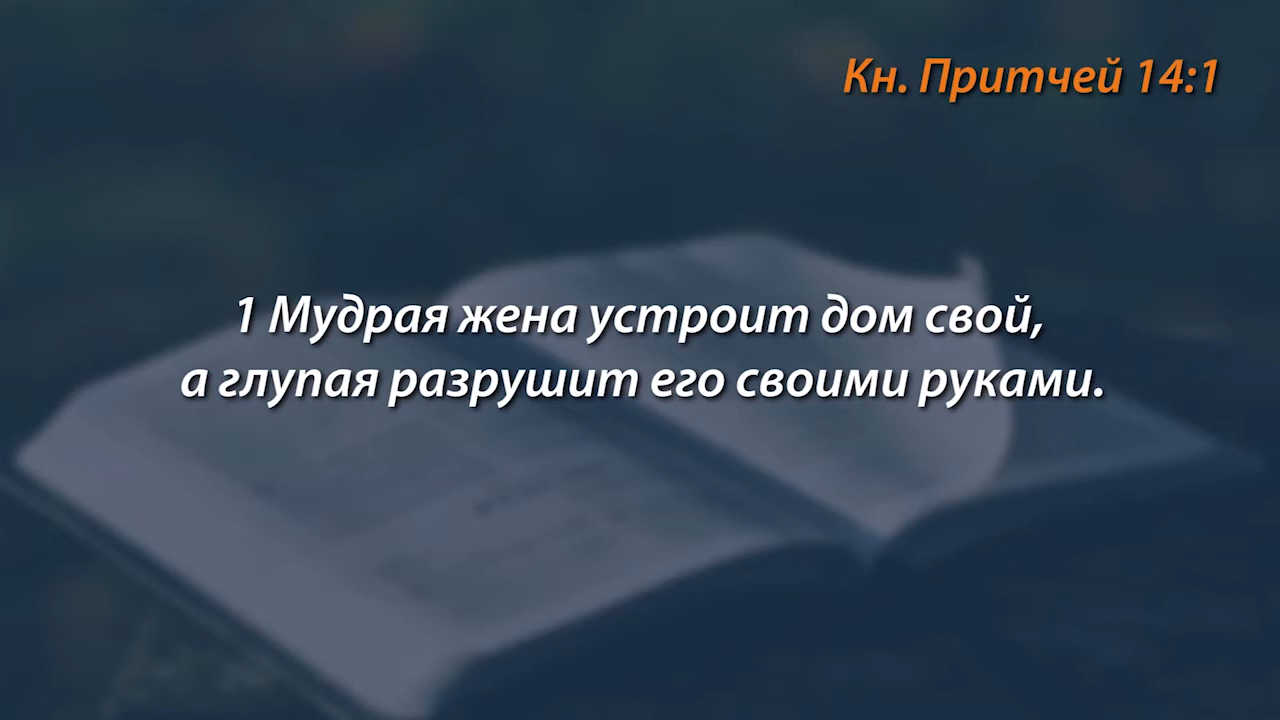 Кн. Притчей 14:1
1 Мудрая жена устроит дом свой,
а глупая разрушит его своими руками.